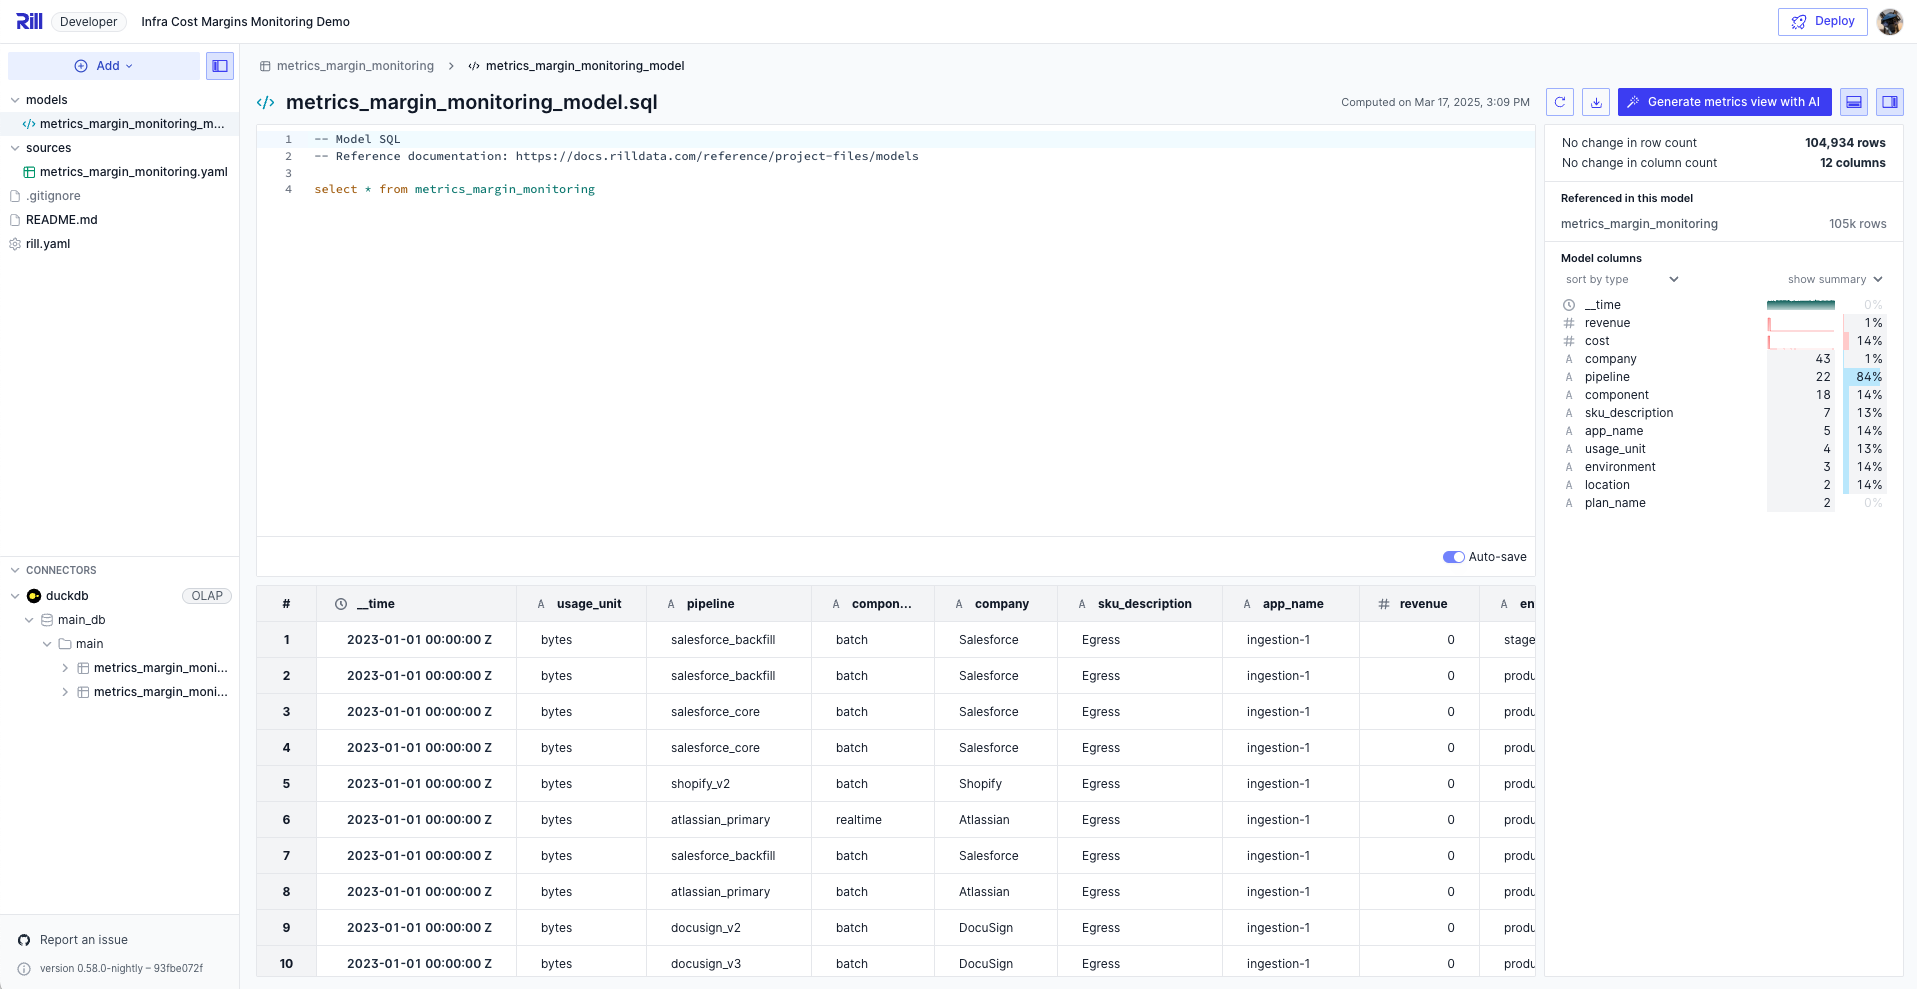 Rill Developer Infra Cost Margins Monitoring Demo Deploy
Add
models
metrics_margin_monitoring_m...
sources
metrics_margin_monitoring.yaml
.gitignore
README.md
rill.yaml
CONNECTORS
duckdb OLAP
main_db
main
metrics_margin_moni...
metrics_margin_moni...
Report an issue
version 0.58.0-nightly – 93fbe072f
metrics_margin_monitoring > metrics_margin_monitoring_model
metrics_margin_monitoring_model.sql
Computed on Mar 17, 2025, 3:09 PM
Generate metrics view with AI
1 -- Model SQL
2 -- Reference documentation: https://docs.rilldata.com/reference/project-files/models
3
4 select * from metrics_margin_monitoring
Auto-save
# __time A usage_unit A pipeline A compon... A company A sku_description A app_name # revenue A en
1 2023-01-01 00:00:00 Z bytes salesforce_backfill batch Salesforce Egress ingestion-1 0 stage
2 2023-01-01 00:00:00 Z bytes salesforce_backfill batch Salesforce Egress ingestion-1 0 produ
3 2023-01-01 00:00:00 Z bytes salesforce_core batch Salesforce Egress ingestion-1 0 produ
4 2023-01-01 00:00:00 Z bytes salesforce_core batch Salesforce Egress ingestion-1 0 produ
5 2023-01-01 00:00:00 Z bytes shopify_v2 batch Shopify Egress ingestion-1 0 produ
6 2023-01-01 00:00:00 Z bytes atlassian_primary realtime Atlassian Egress ingestion-1 0 produ
7 2023-01-01 00:00:00 Z bytes salesforce_backfill batch Salesforce Egress ingestion-1 0 produ
8 2023-01-01 00:00:00 Z bytes atlassian_primary batch Atlassian Egress ingestion-1 0 produ
9 2023-01-01 00:00:00 Z bytes docusign_v2 batch DocuSign Egress ingestion-1 0 produ
10 2023-01-01 00:00:00 Z bytes docusign_v3 batch DocuSign Egress ingestion-1 0 produ
No change in row count 104,934 rows
No change in column count 12 columns
Referenced in this model
metrics_margin_monitoring 105k rows
Model columns
sort by type show summary
__time 0%
# revenue 1%
# cost 14%
A company 43 1%
A pipeline 22 84%
A component 18 14%
A sku_description 7 13%
A app_name 5 14%
A usage_unit 4 13%
A environment 3 14%
A location 2 14%
A plan_name 2 0%